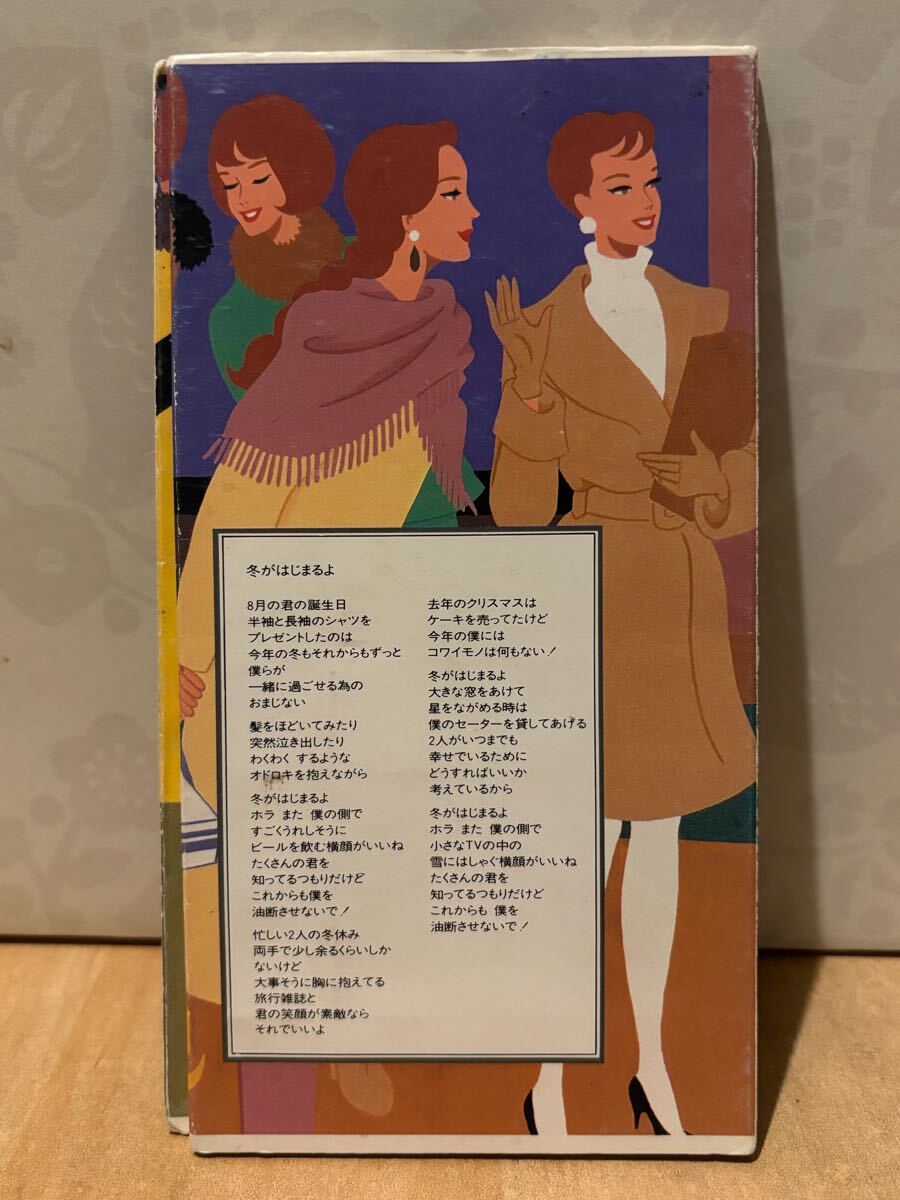 冬がはじまるよ
8月の君の誕生日
半袖と長袖のシャツを
プレゼントしたのは
今年の冬もそれからもずっと
僕らが
一緒に過ごせる為の
おまじない
髪をほどいてみたり
突然泣き出したり
わくわく するような
オドロキを抱えながら
冬がはじまるよ
ホラ また 僕の側で
すごくうれしそうに
ビールを飲む横顔がいいね
たくさんの君を
知ってるつもりだけど
これからも僕を
油断させないで！
忙しい2人の冬休み
両手で少し余るくらいしか
ないけど
大事そうに胸に抱えてる
旅行雑誌と
君の笑顔が素敵なら
それでいいよ
去年のクリスマスは
ケーキを売ってたけど
今年の僕には
コワイモノは何もない！
冬がはじまるよ
大きな窓をあけて
星をながめる時は
僕のセーターを貸してあげる
2人がいつまでも
幸せでいるために
どうすればいいか
考えているから
冬がはじまるよ
ホラ また 僕の側で
小さなTVの中の
雪にはしゃぐ横顔がいいね
たくさんの君を
知ってるつもりだけど
これからも 僕を
油断させないで！